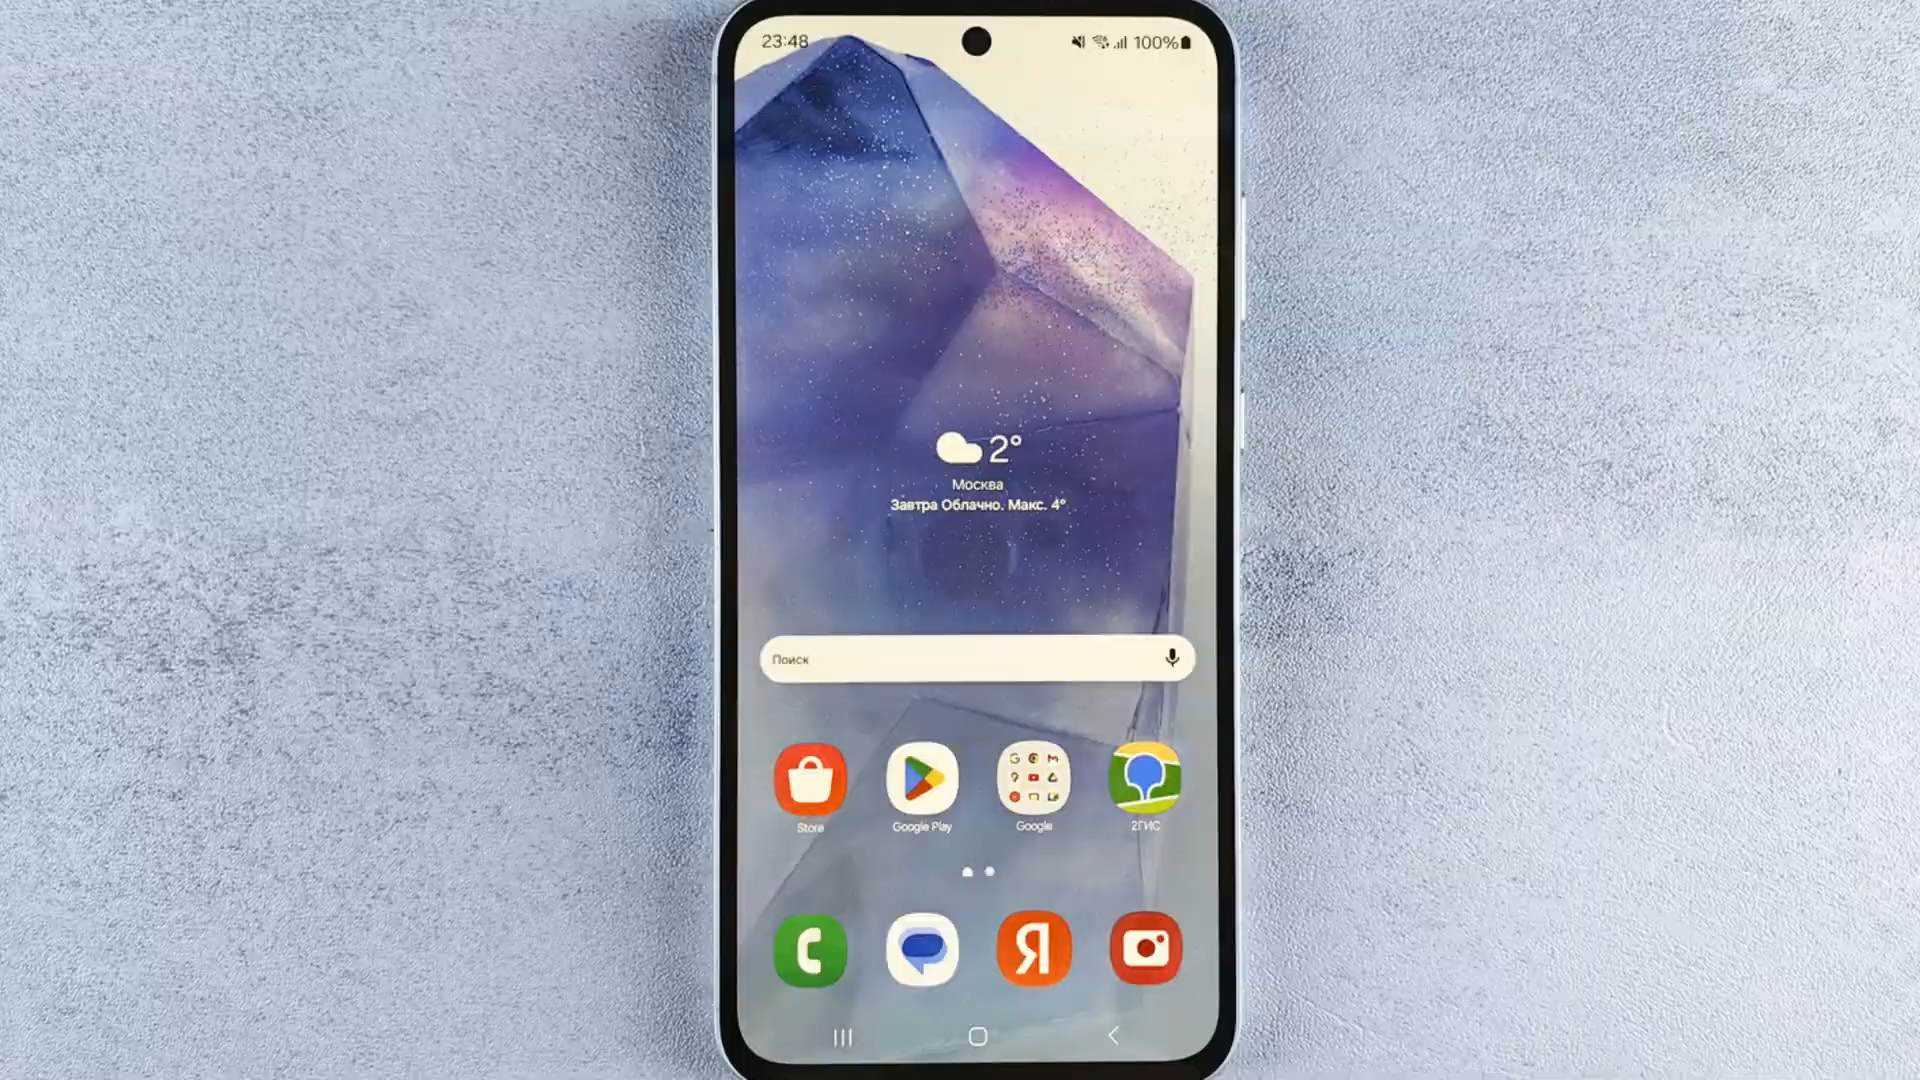 23:48
100%
2°
Москва
Завтра Облачно. Макс. 4°
Поиск
Store
Google Play
Google
2ГИС
Я